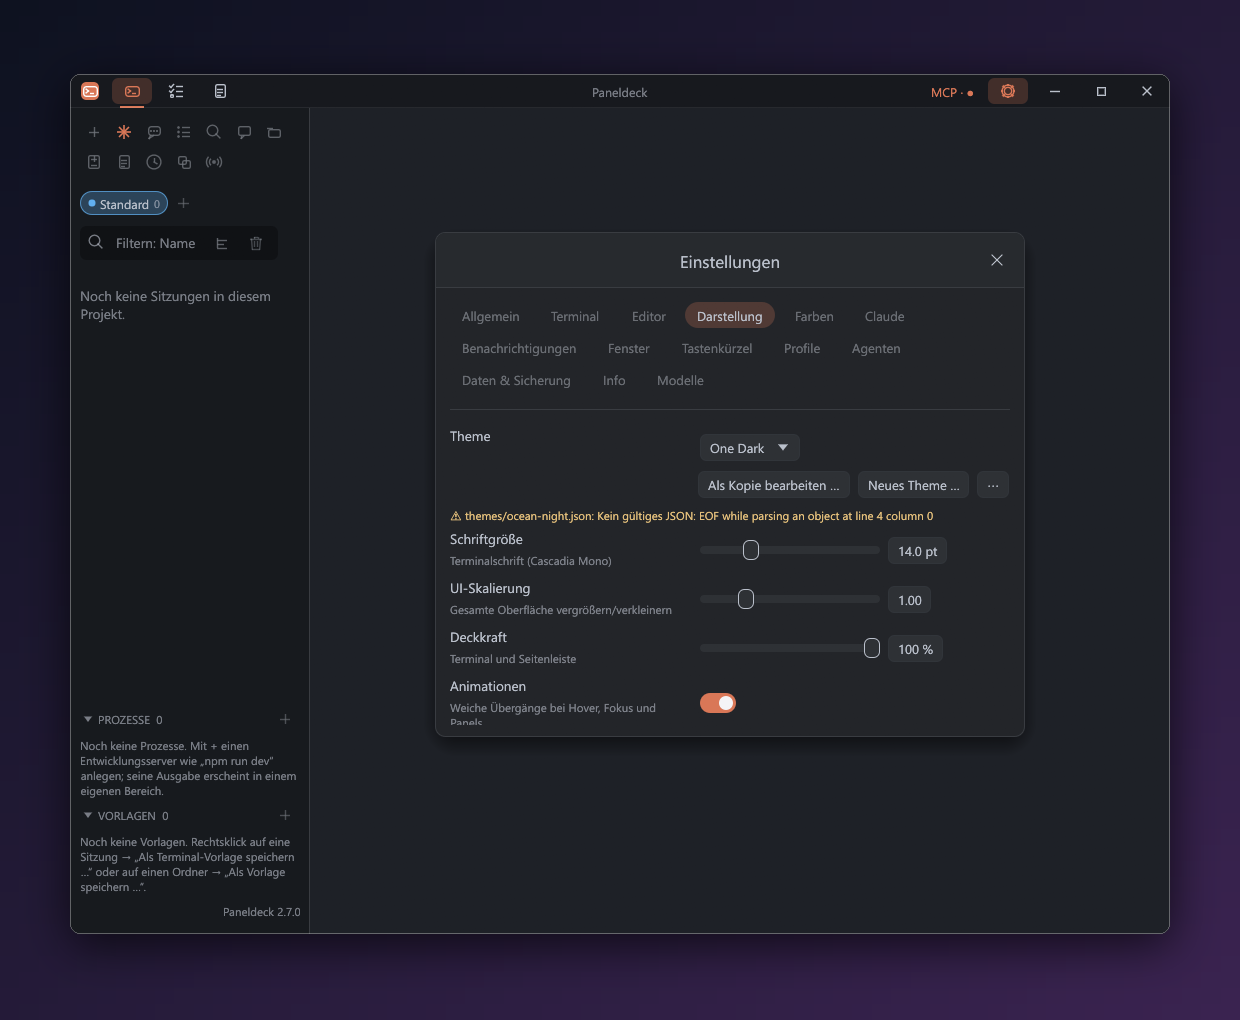 Paneldeck
MCP · ●
Standard 0
Filtern: Name
Noch keine Sitzungen in diesem
Projekt.
Einstellungen
Allgemein Terminal Editor Darstellung Farben Claude
Benachrichtigungen Fenster Tastenkürzel Profile Agenten
Daten & Sicherung Info Modelle
Theme
One Dark
Als Kopie bearbeiten ... Neues Theme ... ...
⚠ themes/ocean-night.json: Kein gültiges JSON: EOF while parsing an object at line 4 column 0
Schriftgröße
Terminalschrift (Cascadia Mono)
14.0 pt
UI-Skalierung
Gesamte Oberfläche vergrößern/verkleinern
1.00
Deckkraft
Terminal und Seitenleiste
100 %
Animationen
Weiche Übergänge bei Hover, Fokus und
Panels
PROZESSE 0
Noch keine Prozesse. Mit + einen
Entwicklungsserver wie „npm run dev“
anlegen; seine Ausgabe erscheint in einem
eigenen Bereich.
VORLAGEN 0
Noch keine Vorlagen. Rechtsklick auf eine
Sitzung → „Als Terminal-Vorlage speichern
...“ oder auf einen Ordner → „Als Vorlage
speichern ...“.
Paneldeck 2.7.0